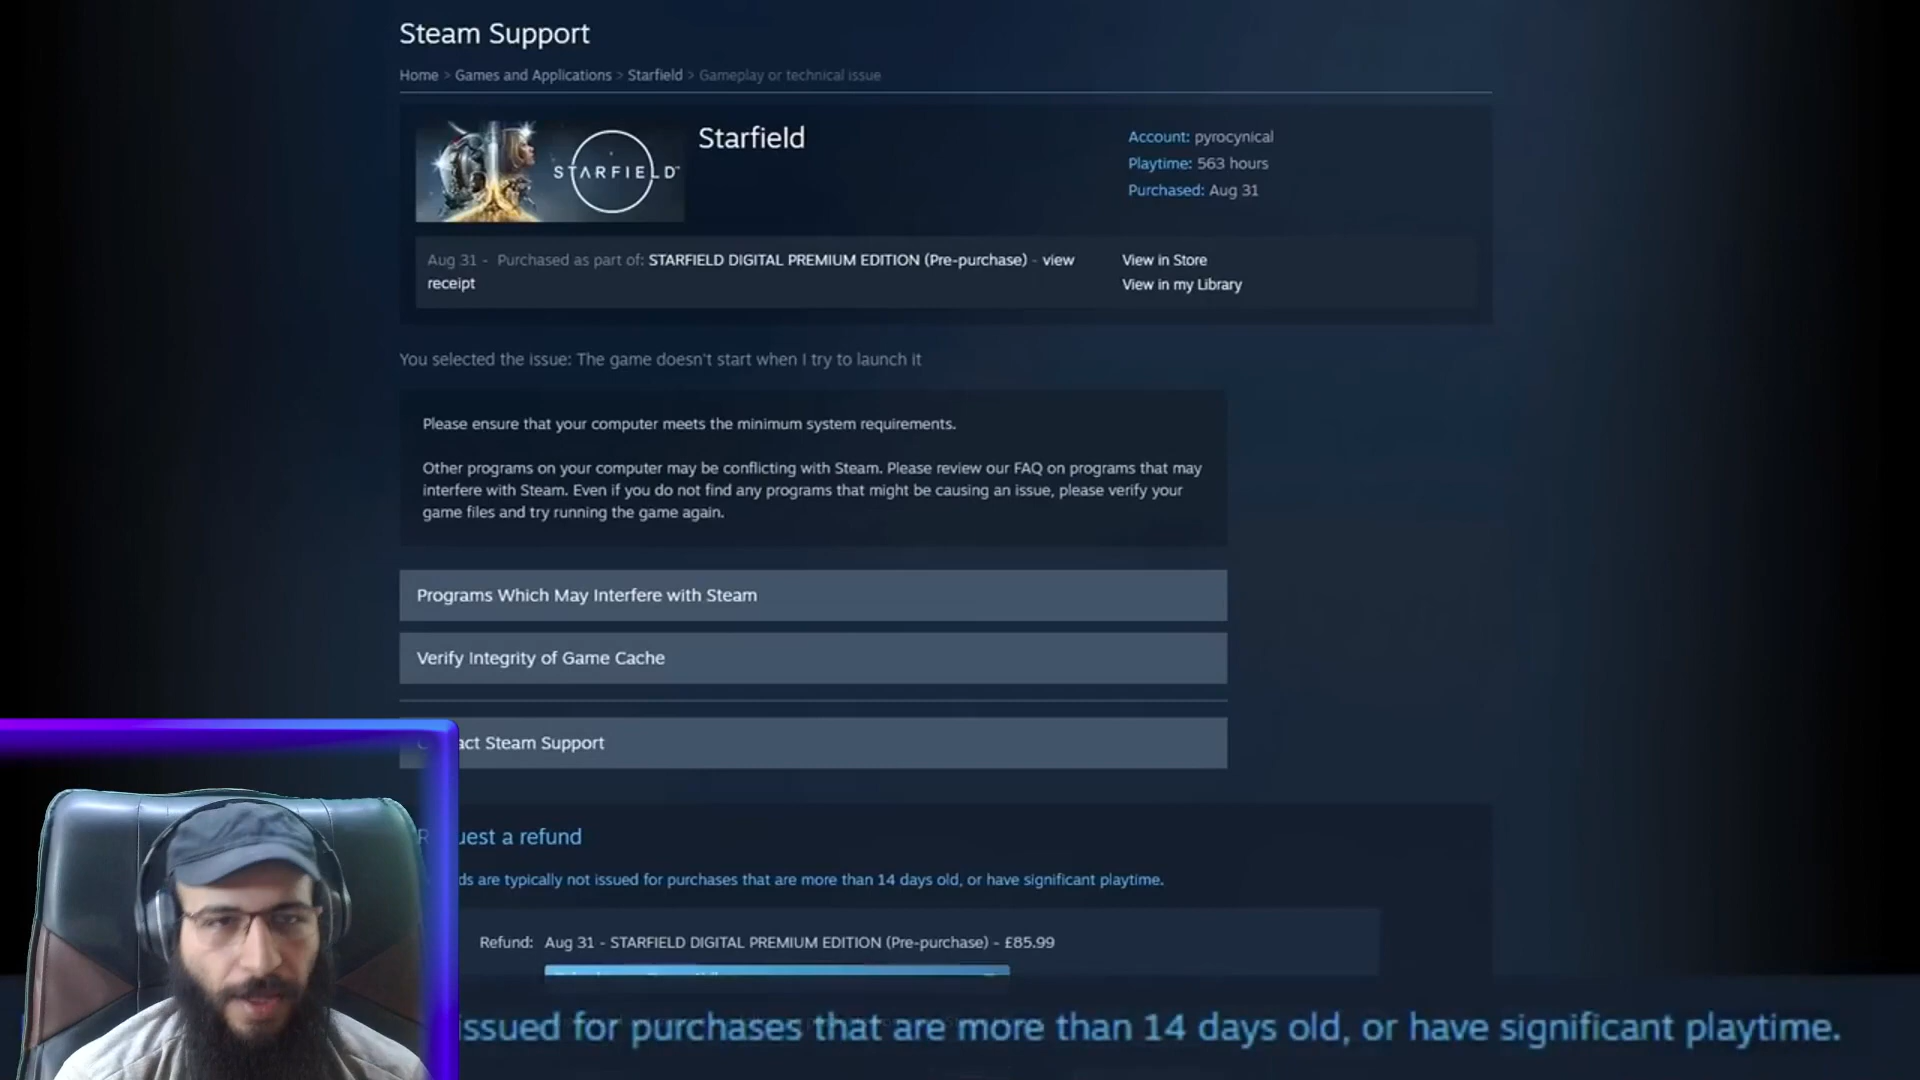 Steam Support
Home > Games and Applications > Starfield > Gameplay or technical issue
STARFIELD
Starfield
Account: pyrocynical
Playtime: 563 hours
Purchased: Aug 31
Aug 31 - Purchased as part of: STARFIELD DIGITAL PREMIUM EDITION (Pre-purchase) - view
receipt
View in Store
View in my Library
You selected the issue: The game doesn't start when I try to launch it
Please ensure that your computer meets the minimum system requirements.
Other programs on your computer may be conflicting with Steam. Please review our FAQ on programs that may
interfere with Steam. Even if you do not find any programs that might be causing an issue, please verify your
game files and try running the game again.
Programs Which May Interfere with Steam
Verify Integrity of Game Cache
Steam Support
a refund
are typically not issued for purchases that are more than 14 days old, or have significant playtime.
Refund: Aug 31 - STARFIELD DIGITAL PREMIUM EDITION (Pre-purchase) - £85.99
issued for purchases that are more than 14 days old, or have significant playtime.